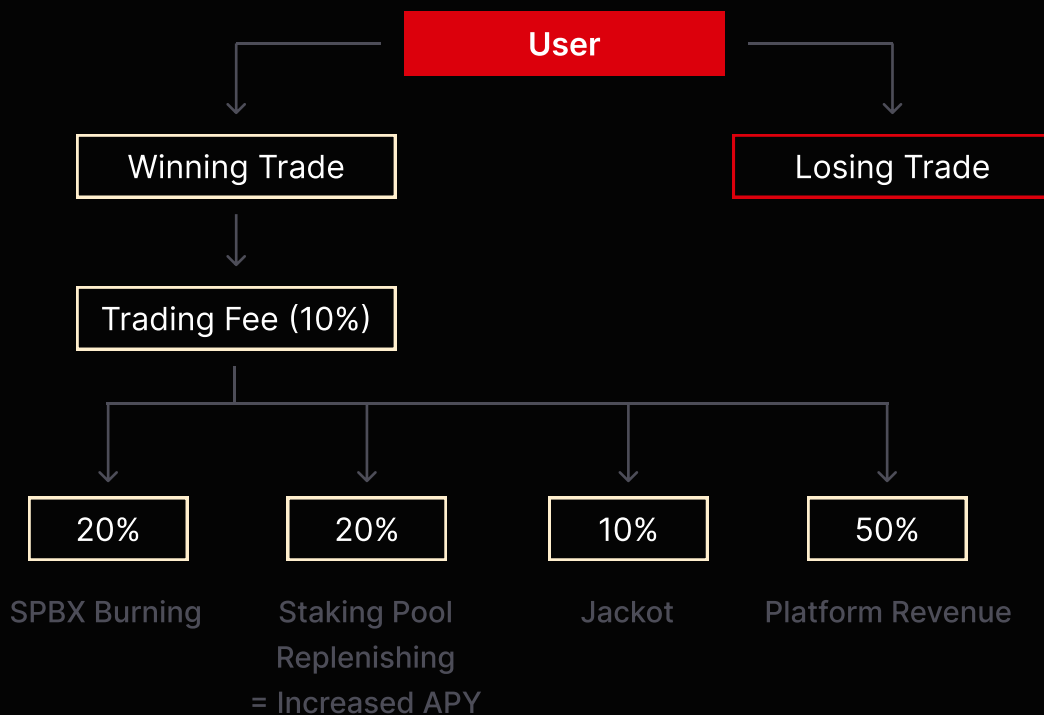 User
Winning Trade
Losing Trade
Trading Fee (10%)
20%
20%
10%
50%
SPBX Burning
Staking Pool
Replenishing
= Increased APY
Jackot
Platform Revenue